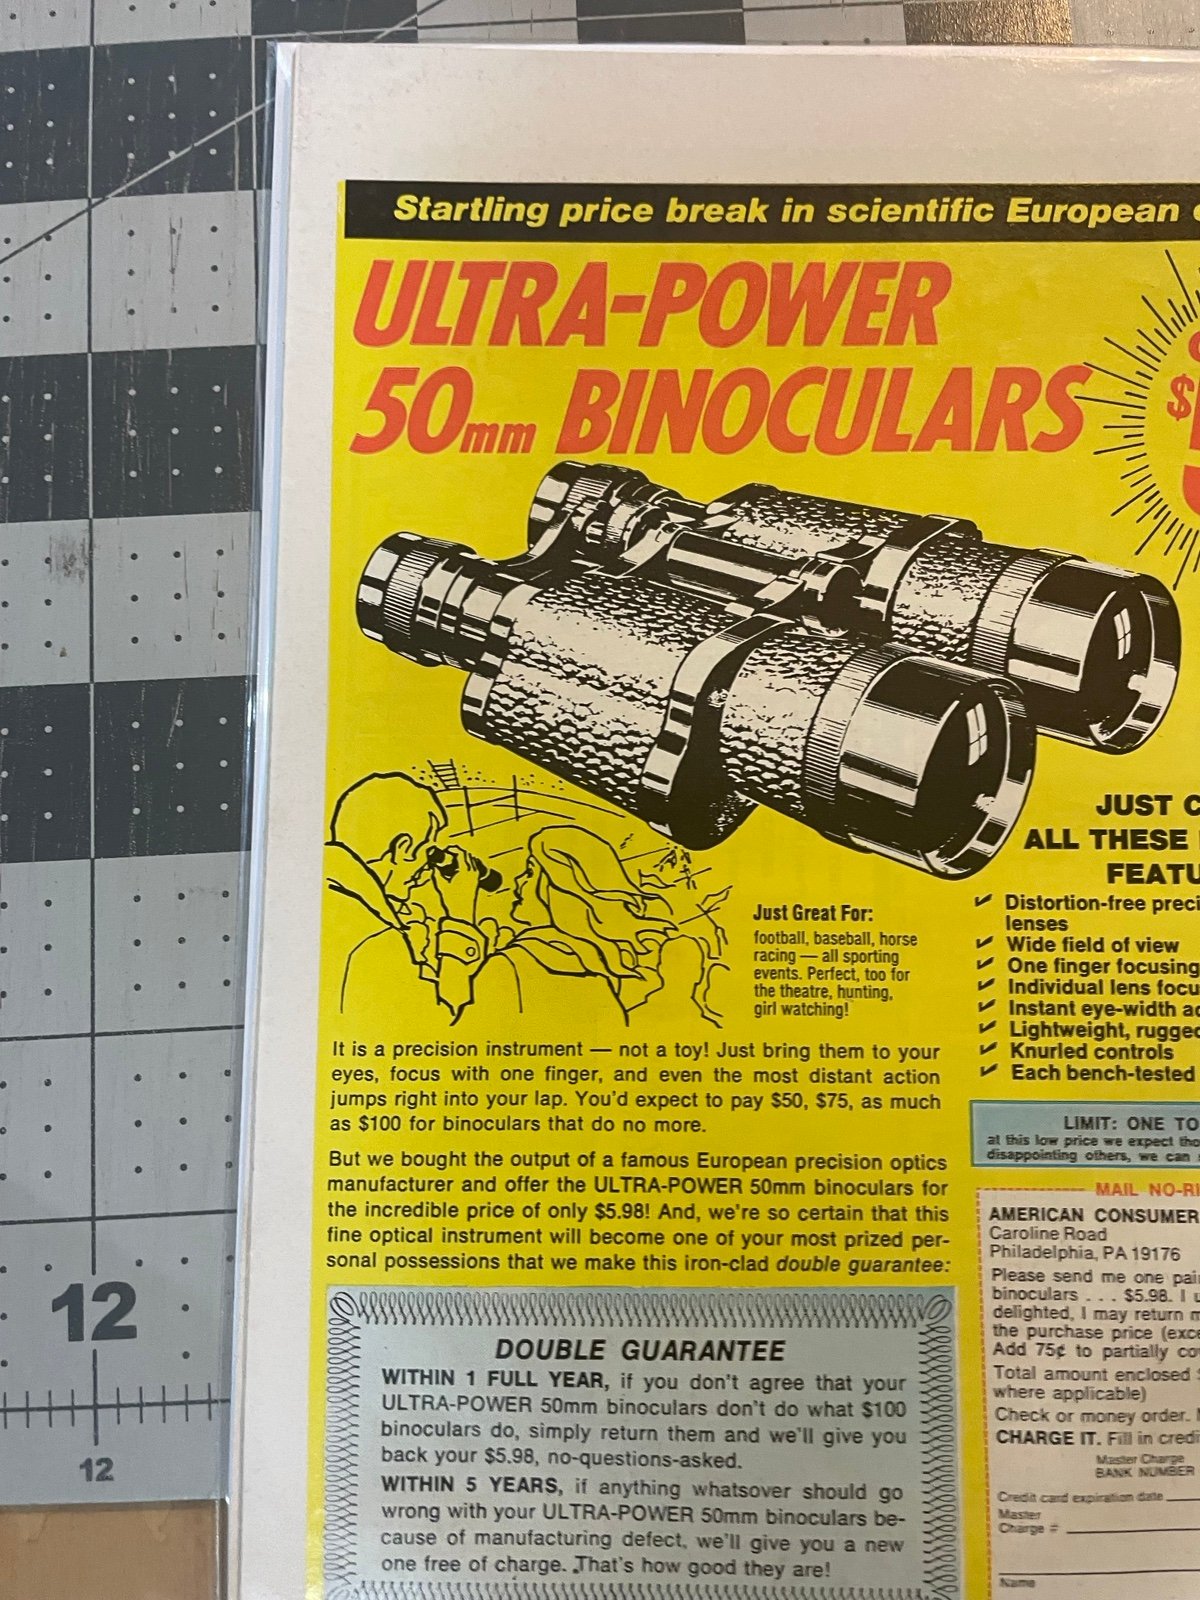 Startling price break in scientific European
ULTRA-POWER
50mm BINOCULARS
$
JUST
ALL THESE
FEATU
Distortion-free preci
lenses
Wide field of view
One finger focusing
Individual lens focu
Instant eye-width ad
Lightweight, rugged
Knurled controls
Each bench-tested
Just Great For:
football, baseball, horse
racing — all sporting
events. Perfect, too for
the theatre, hunting,
girl watching!
It is a precision instrument — not a toy! Just bring them to your
eyes, focus with one finger, and even the most distant action
jumps right into your lap. You'd expect to pay $50, $75, as much
as $100 for binoculars that do no more.
But we bought the output of a famous European precision optics
manufacturer and offer the ULTRA-POWER 50mm binoculars for
the incredible price of only $5.98! And, we're so certain that this
fine optical instrument will become one of your most prized per-
sonal possessions that we make this iron-clad double guarantee:
DOUBLE GUARANTEE
WITHIN 1 FULL YEAR, if you don't agree that your
ULTRA-POWER 50mm binoculars don't do what $100
binoculars do, simply return them and we'll give you
back your $5.98, no-questions-asked.
WITHIN 5 YEARS, if anything whatsoever should go
wrong with your ULTRA-POWER 50mm binoculars be-
cause of manufacturing defect, we'll give you a new
one free of charge. That's how good they are!
LIMIT: ONE TO
at this low price we expect tho
disappointing others, we can
MAIL NO-RI
AMERICAN CONSUMER
Caroline Road
Philadelphia, PA 19176
Please send me one pai
binoculars . . . $5.98. I u
delighted, I may return m
the purchase price (exce
Add 75¢ to partially co
Total amount enclosed
where applicable)
Check or money order.
CHARGE IT. Fill in credi
Master Charge
BANK NUMBER
Credit card expiration date
Master
Charge #
Name
12
12